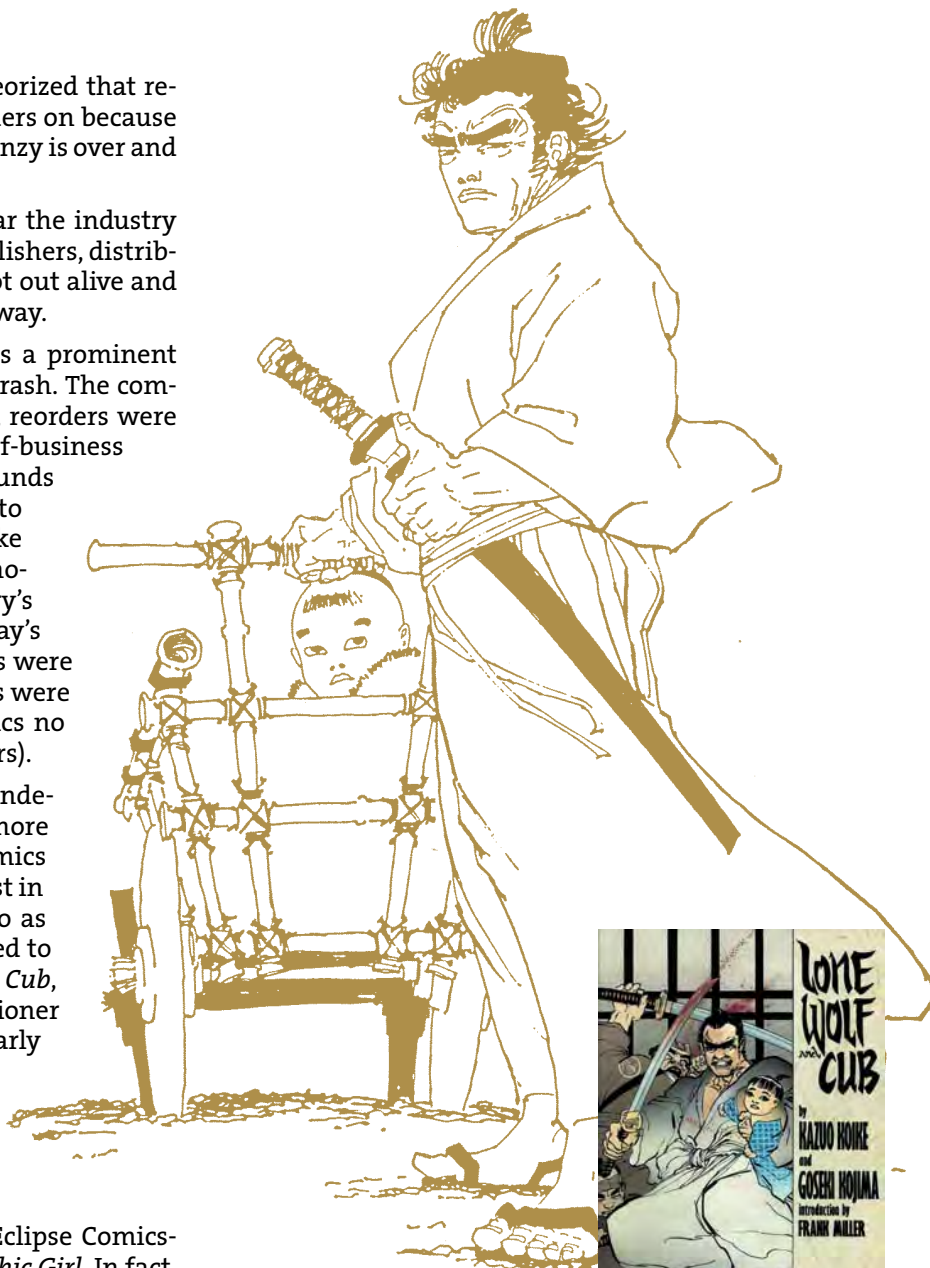 eorized that re-
ners on because
enzy is over and
ar the industry
lishers, distrib-
ot out alive and
way.
s a prominent
rash. The com-
reorders were
f-business
unds
to
ke
no-
y's
ay's
s were
s were
cs no
rs).
nde-
more
mics
st in
o as
ed to
Cub,
ioner
arly
Eclipse Comics-
hic Girl. In fact,
LONE
WOLF
and
CUB
by
KAZUO KOIKE
and
GOSEKI KOJIMA
introduction by
FRANK MILLER